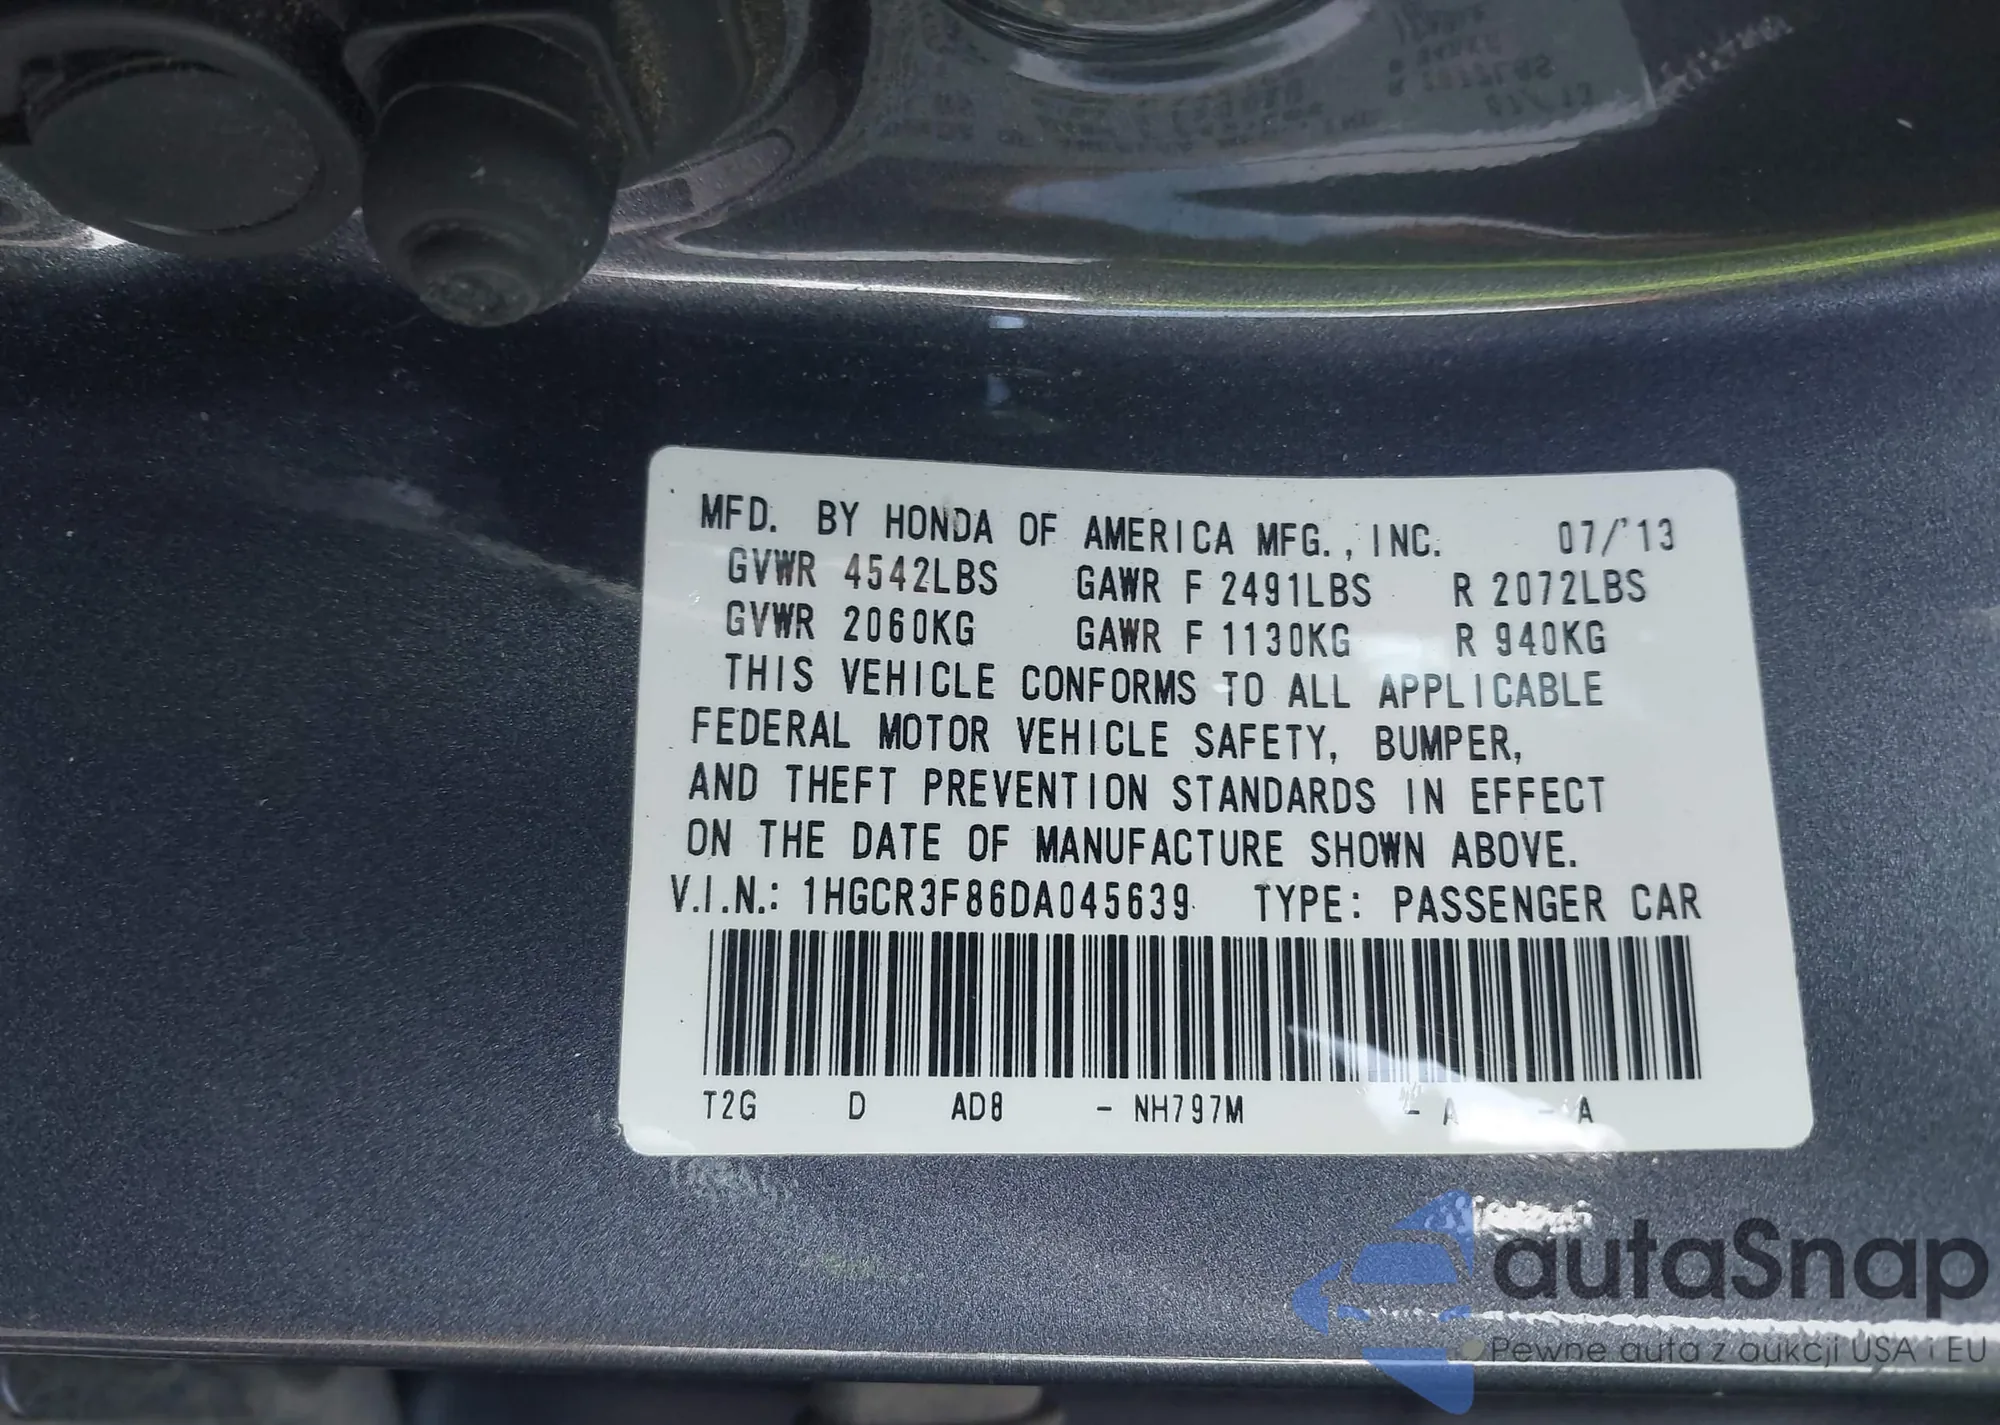 MFD. BY HONDA OF AMERICA MFG., INC. 07/'13
GVWR 4542LBS GAWR F 2491LBS R 2072LBS
GVWR 2060KG GAWR F 1130KG R 940KG
THIS VEHICLE CONFORMS TO ALL APPLICABLE
FEDERAL MOTOR VEHICLE SAFETY, BUMPER,
AND THEFT PREVENTION STANDARDS IN EFFECT
ON THE DATE OF MANUFACTURE SHOWN ABOVE.
V.I.N.: 1HGCR3F86DA045639 TYPE: PASSENGER CAR
T2G D AD8 - NH797M - A - A
autaSnap
Pewne auta z aukcji USA i EU